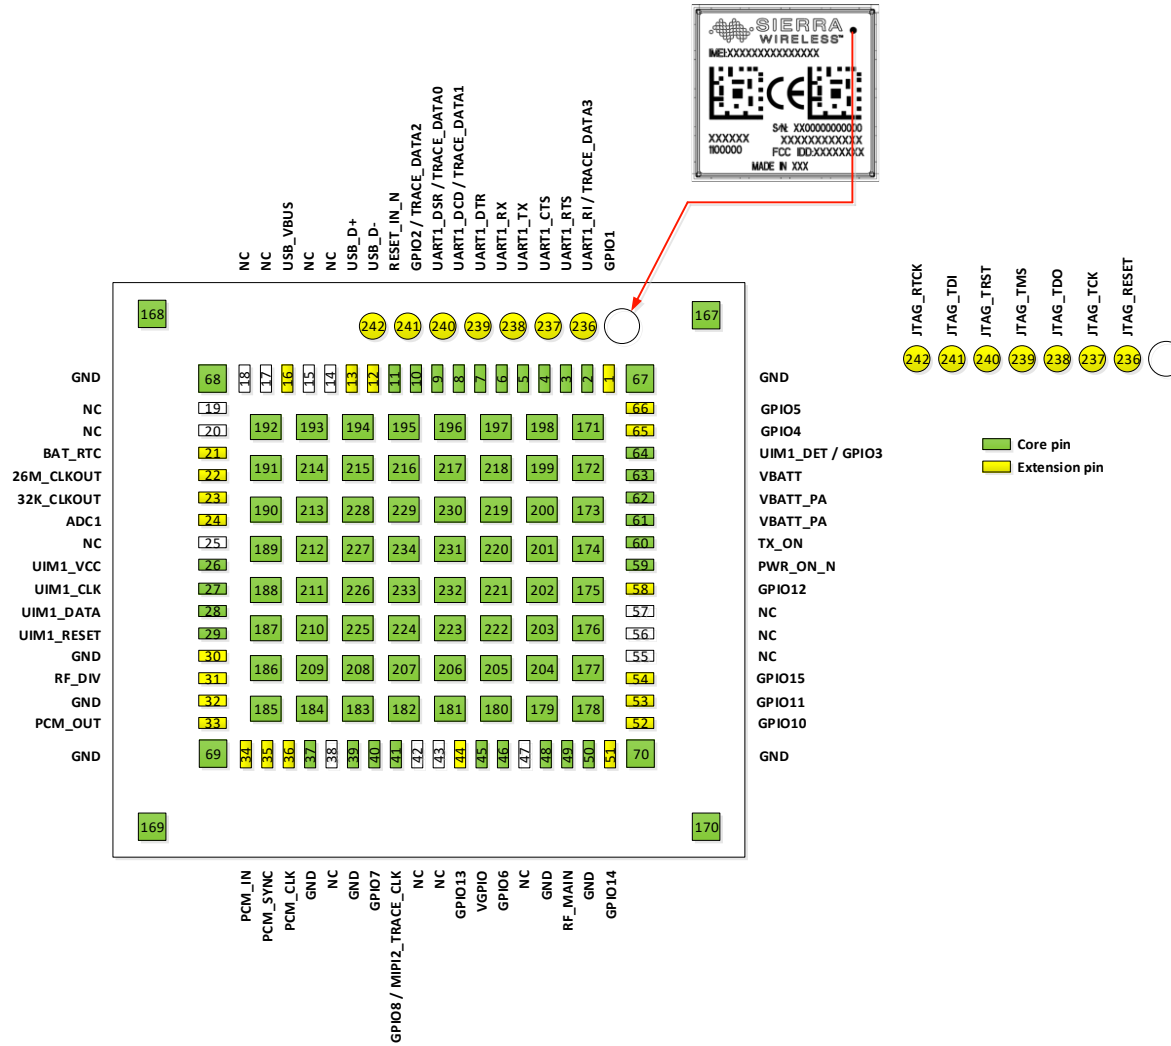 SIERRA
WIRELESS™
IMEI:XXXXXXXXXXXXXXX
CE
S/N: XX00000000000
XXXXXX XXXXXXXXXXXX
1100000 FCC IDD:XXXXXXXX
MADE IN XXX
NC
NC
USB_VBUS
NC
NC
USB_D+
USB_D-
RESET_IN_N
GPIO2 / TRACE_DATA2
UART1_DSR / TRACE_DATA0
UART1_DCD / TRACE_DATA1
UART1_DTR
UART1_RX
UART1_TX
UART1_CTS
UART1_RTS
UART1_RI / TRACE_DATA3
GPIO1
JTAG_RTCK
JTAG_TDI
JTAG_TRST
JTAG_TMS
JTAG_TDO
JTAG_TCK
JTAG_RESET
242 241 240 239 238 237 236
Core pin
Extension pin
168 167
242 241 240 239 238 237 236
GND 68 18 17 16 15 14 13 12 11 10 9 8 7 6 5 4 3 2 1 67 GND
NC 19 66 GPIO5
NC 20 65 GPIO4
BAT_RTC 21 64 UIM1_DET / GPIO3
26M_CLKOUT 22 63 VBATT
32K_CLKOUT 23 62 VBATT_PA
ADC1 24 61 VBATT_PA
NC 25 60 TX_ON
UIM1_VCC 26 59 PWR_ON_N
UIM1_CLK 27 58 GPIO12
UIM1_DATA 28 57 NC
UIM1_RESET 29 56 NC
GND 30 55 NC
RF_DIV 31 54 GPIO15
GND 32 53 GPIO11
PCM_OUT 33 52 GPIO10
192 193 194 195 196 197 198 171
191 214 215 216 217 218 199 172
190 213 228 229 230 219 200 173
189 212 227 234 231 220 201 174
188 211 226 233 232 221 202 175
187 210 225 224 223 222 203 176
186 209 208 207 206 205 204 177
185 184 183 182 181 180 179 178
GND 69 34 35 36 37 38 39 40 41 42 43 44 45 46 47 48 49 50 51 70 GND
169 170
PCM_IN
PCM_SYNC
PCM_CLK
GND
NC
GND
GPIO7
GPIO8 / MIPI2_TRACE_CLK
NC
NC
GPIO13
VGPIO
GPIO6
NC
GND
RF_MAIN
GND
GPIO14